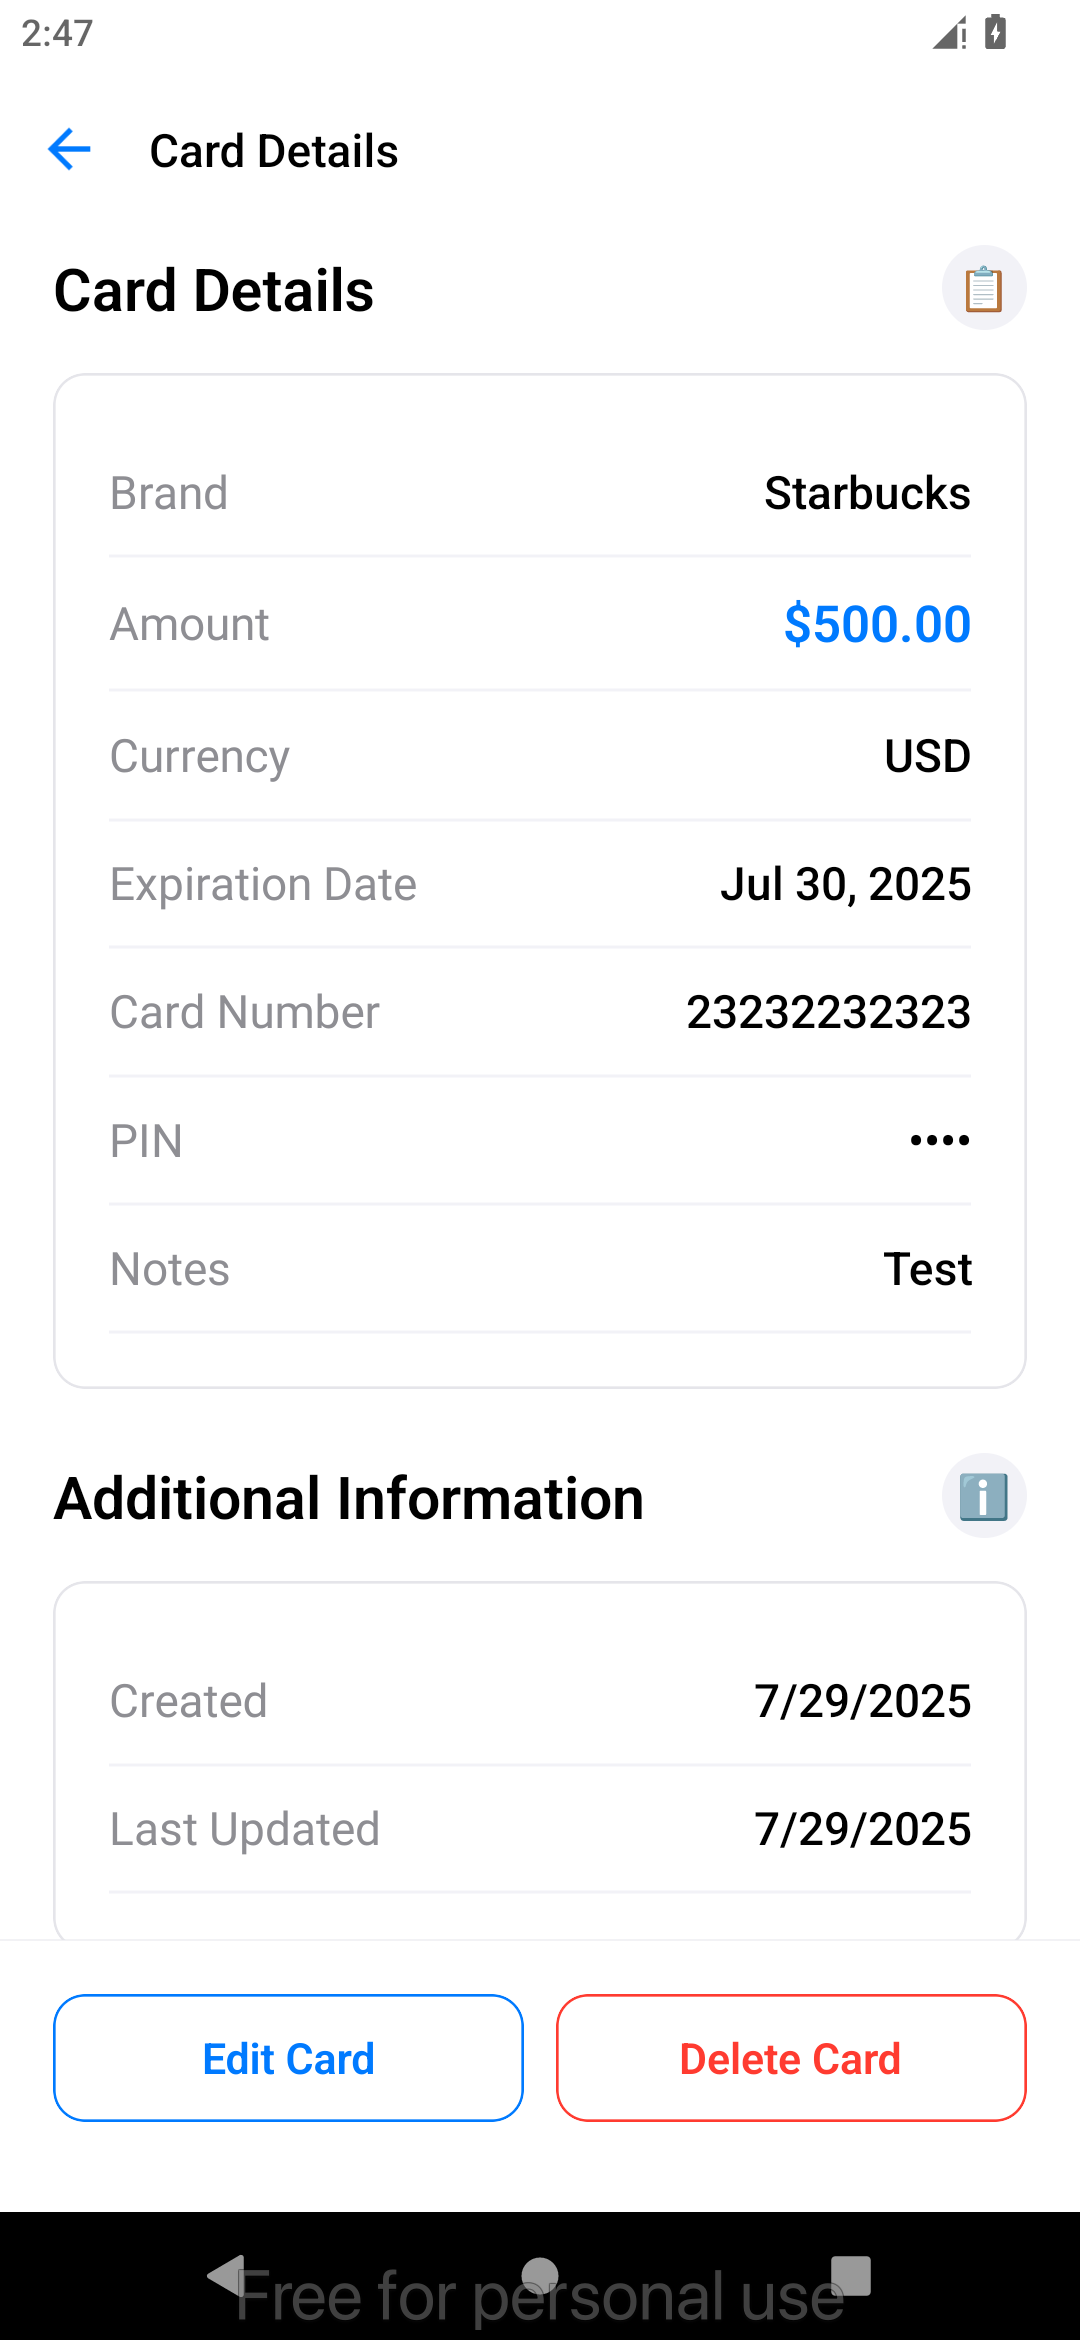 2:47
Card Details
Card Details
Brand Starbucks
Amount $500.00
Currency USD
Expiration Date Jul 30, 2025
Card Number 23232232323
PIN ••••
Notes Test
Additional Information
Created 7/29/2025
Last Updated 7/29/2025
Edit Card Delete Card
Free for personal use